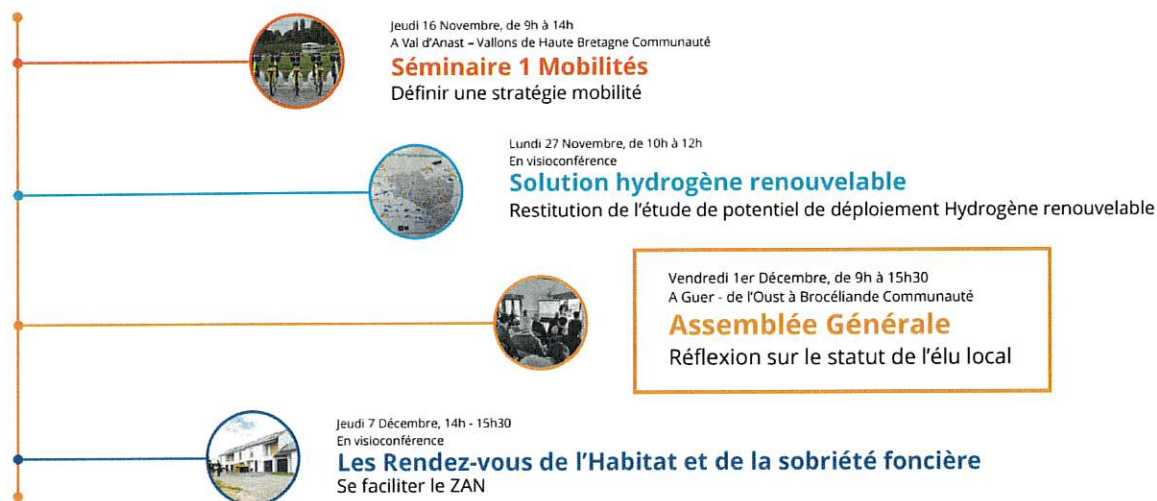 Jeudi 16 Novembre, de 9h à 14h
A Val d'Anast – Vallons de Haute Bretagne Communauté
Séminaire 1 Mobilités
Définir une stratégie mobilité
Lundi 27 Novembre, de 10h à 12h
En visioconférence
Solution hydrogène renouvelable
Restitution de l'étude de potentiel de déploiement Hydrogène renouvelable
Vendredi 1er Décembre, de 9h à 15h30
A Guer - de l'Oust à Brocéliande Communauté
Assemblée Générale
Réflexion sur le statut de l'élu local
Jeudi 7 Décembre, 14h - 15h30
En visioconférence
Les Rendez-vous de l'Habitat et de la sobriété foncière
Se faciliter le ZAN